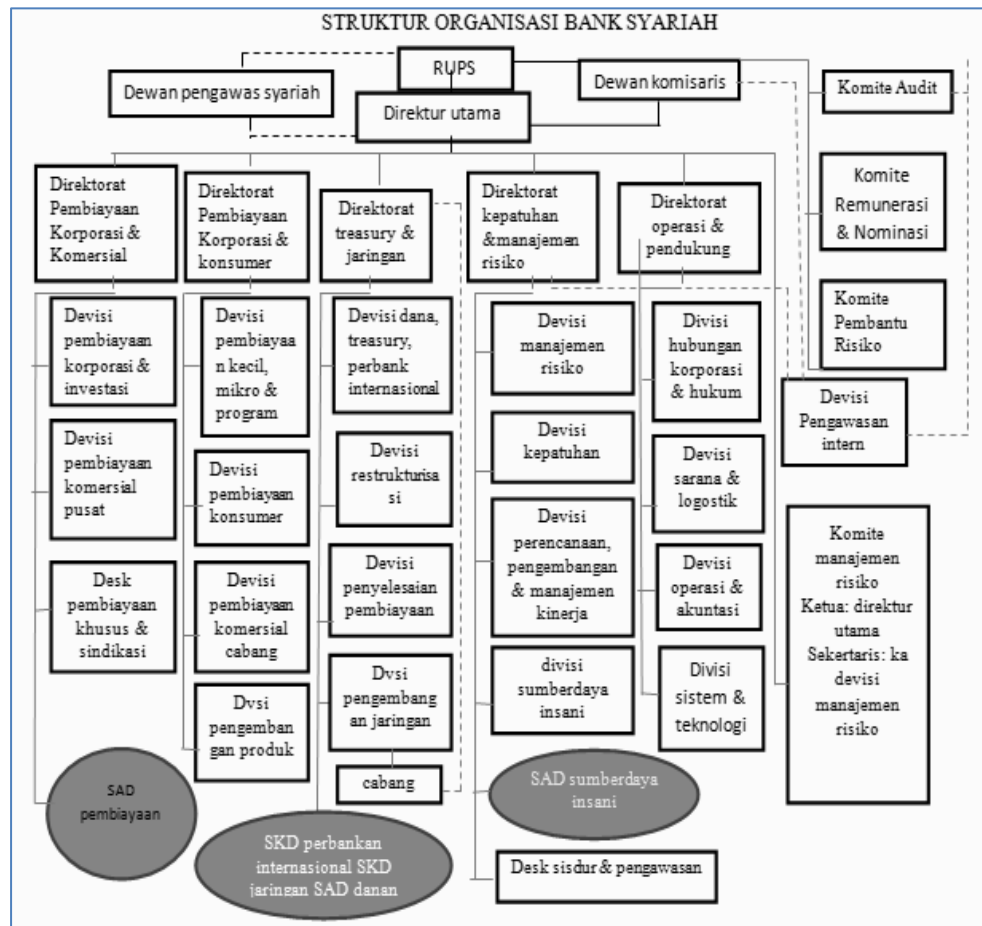 STRUKTUR ORGANISASI BANK SYARIAH
RUPS
Dewan pengawas syariah
Dewan komisaris
Komite Audit
Direktur utama
Komite
Remunerasi
& Nominasi
Komite
Pembantu
Risiko
Devisi
Pengawasan
intern
Komite
manajemen
risiko
Ketua: direktur
utama
Sekertaris: ka
devisi
manajemen
risiko
Direktorat
Pembiayaan
Korporasi &
Komersial
Devisi
pembiayaan
korporasi &
investasi
Devisi
pembiayaan
komersial
pusat
Desk
pembiayaan
khusus &
sindikasi
SAD
pembiayaan
Direktorat
Pembiayaan
Korporasi &
konsumer
Devisi
pembiayaa
n kecil,
mikro &
program
Devisi
pembiayaan
konsumer
Devisi
pembiayaan
komersial
cabang
Dvsi
pengemban
gan produk
Direktorat
treasury &
jaringan
Devisi dana,
treasury,
perbank
internasional
Devisi
restrukturisa
si
Devisi
penyelesaian
pembiayaan
Dvsi
pengembang
an jaringan
cabang
SKD perbankan
internasional SKD
jaringan SAD danan
Direktorat
kepatuhan
&manajemen
risiko
Devisi
manajemen
risiko
Devisi
kepatuhan
Devisi
perencanaan,
pengembangan
& manajemen
kinerja
divisi
sumberdaya
insani
SAD sumberdaya
insani
Desk sisdur & pengawasan
Direktorat
operasi &
pendukung
Divisi
hubungan
korporasi
& hukum
Devisi
sarana &
logostik
Devisi
operasi &
akuntasi
Divisi
sistem &
teknologi